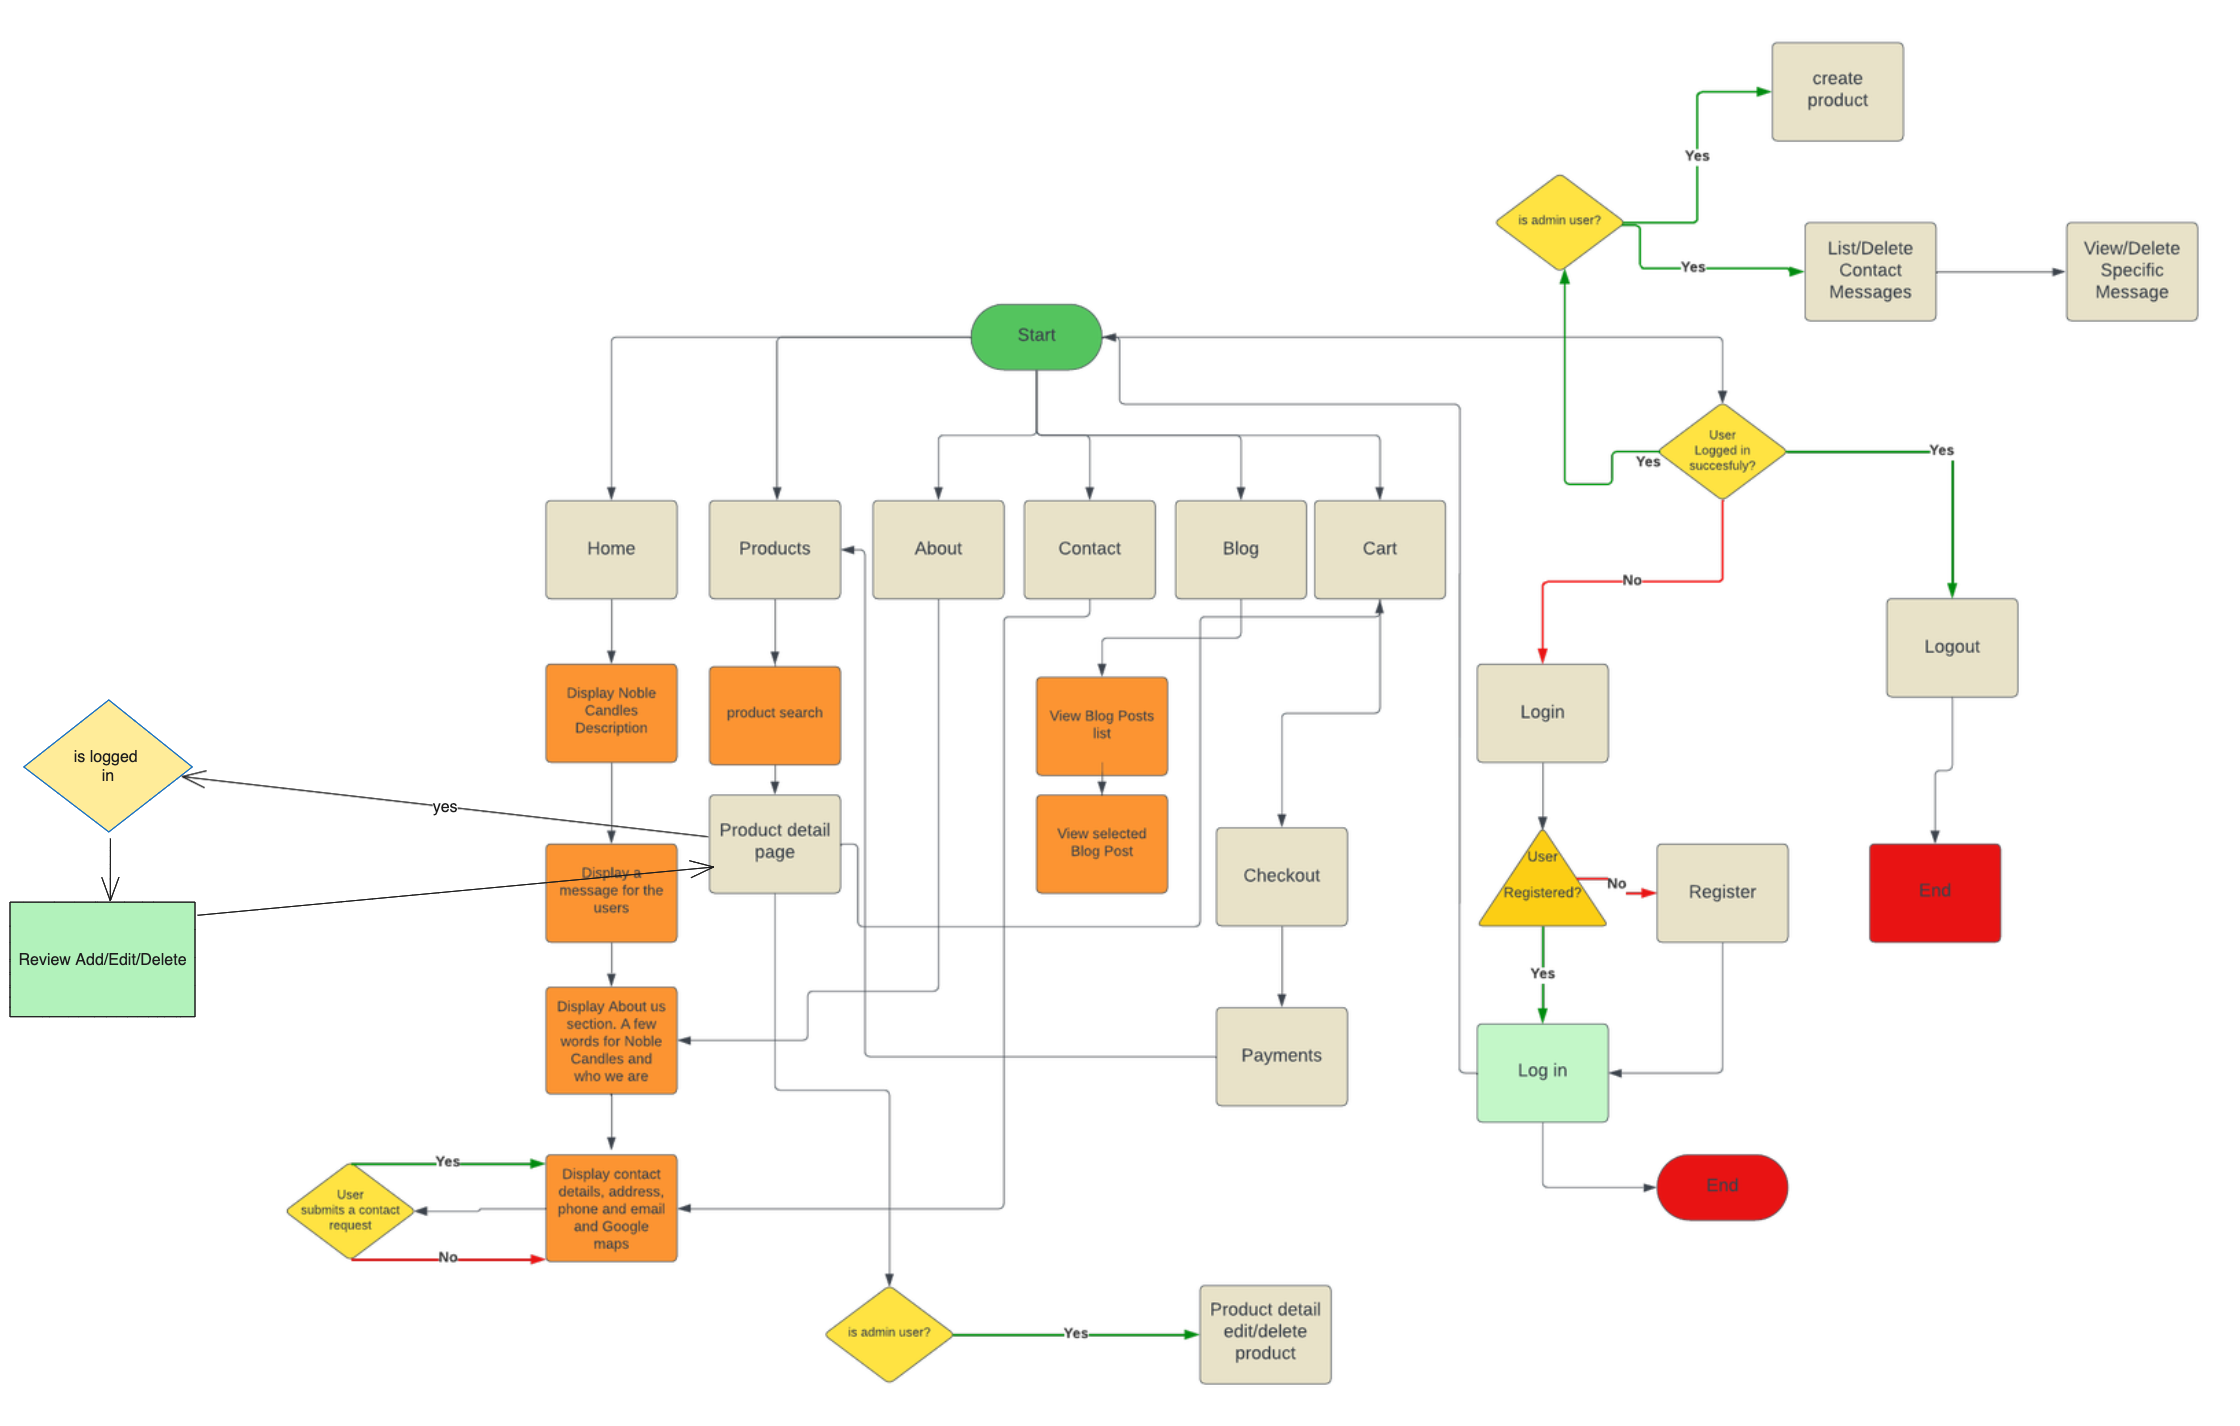 create
product
Yes
is admin user?
Yes
List/Delete
Contact
Messages
View/Delete
Specific
Message
Start
User
Logged in
succesfuly?
Yes
Yes
Home
Products
About
Contact
Blog
Cart
No
Logout
Login
Display Noble
Candles
Description
product search
View Blog Posts
list
is logged
in
yes
Product detail
page
View selected
Blog Post
Checkout
User
Registered?
No
Register
End
Display a
message for the
users
Review Add/Edit/Delete
Yes
Display About us
section. A few
words for Noble
Candles and
who we are
Payments
Log in
Yes
User
submits a contact
request
No
Display contact
details, address,
phone and email
and Google
maps
End
is admin user?
Yes
Product detail
edit/delete
product